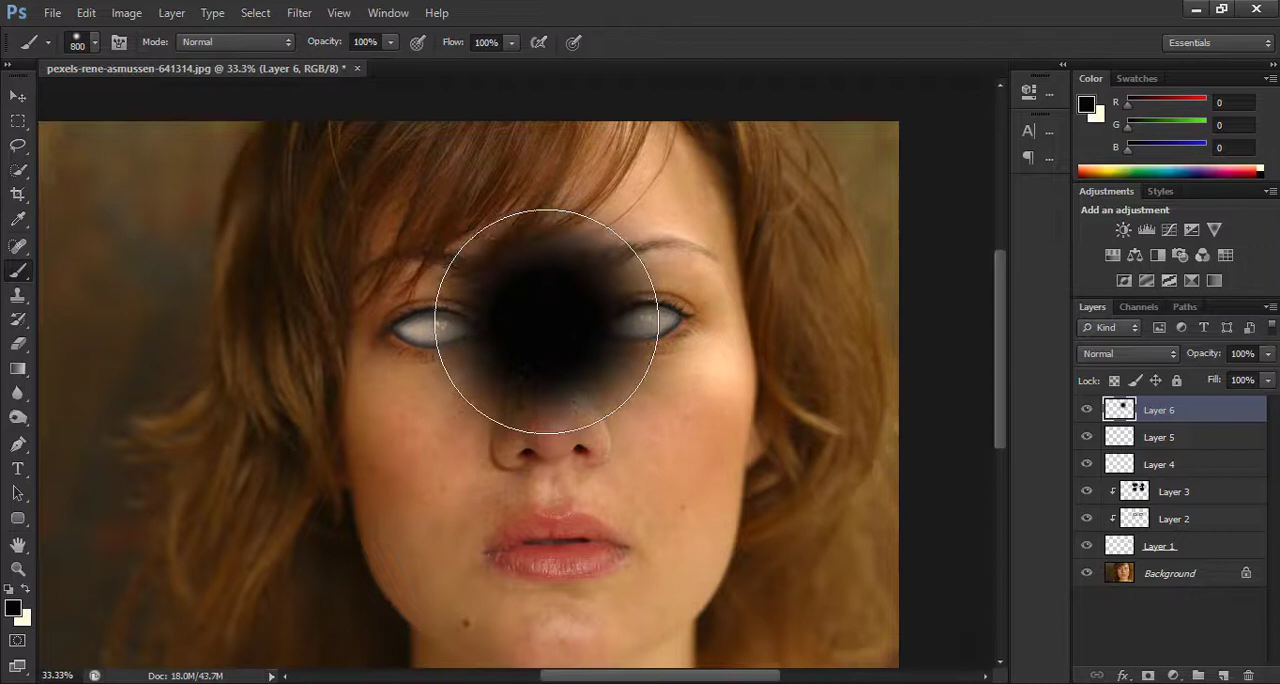 Ps File Edit Image Layer Type Select Filter View Window Help
800 Mode: Normal Opacity: 100% Flow: 100% Essentials
pexels-rene-asmussen-641314.jpg @ 33.3% (Layer 6, RGB/8) * ×
Color Swatches
R 0
G 0
B 0
Adjustments Styles
Add an adjustment
Layers Channels Paths
Kind
Normal Opacity: 100%
Lock: Fill: 100%
Layer 6
Layer 5
Layer 4
Layer 3
Layer 2
Layer 1
Background
33.33% Doc: 18.0M/43.7M